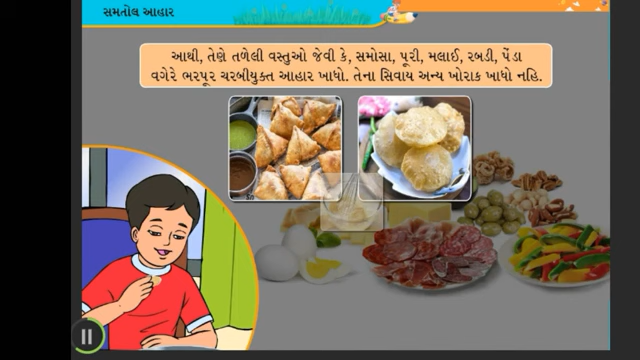 સમતોલ આહાર
આથી, તેણે તળેલી વસ્તુઓ જેવી કે, સમોસા, પૂરી, મલાઈ, રબડી, પેંડા
વગેરે ભરપૂર ચરબીયુક્ત આહાર ખાધો. તેના સિવાય અન્ય ખોરાક ખાધો નહિ.